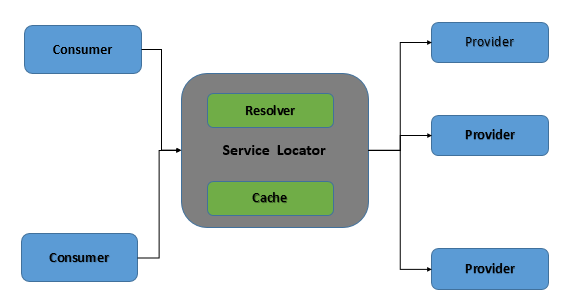 Consumer
Provider
Resolver
Provider
Service Locator
Cache
Consumer
Provider